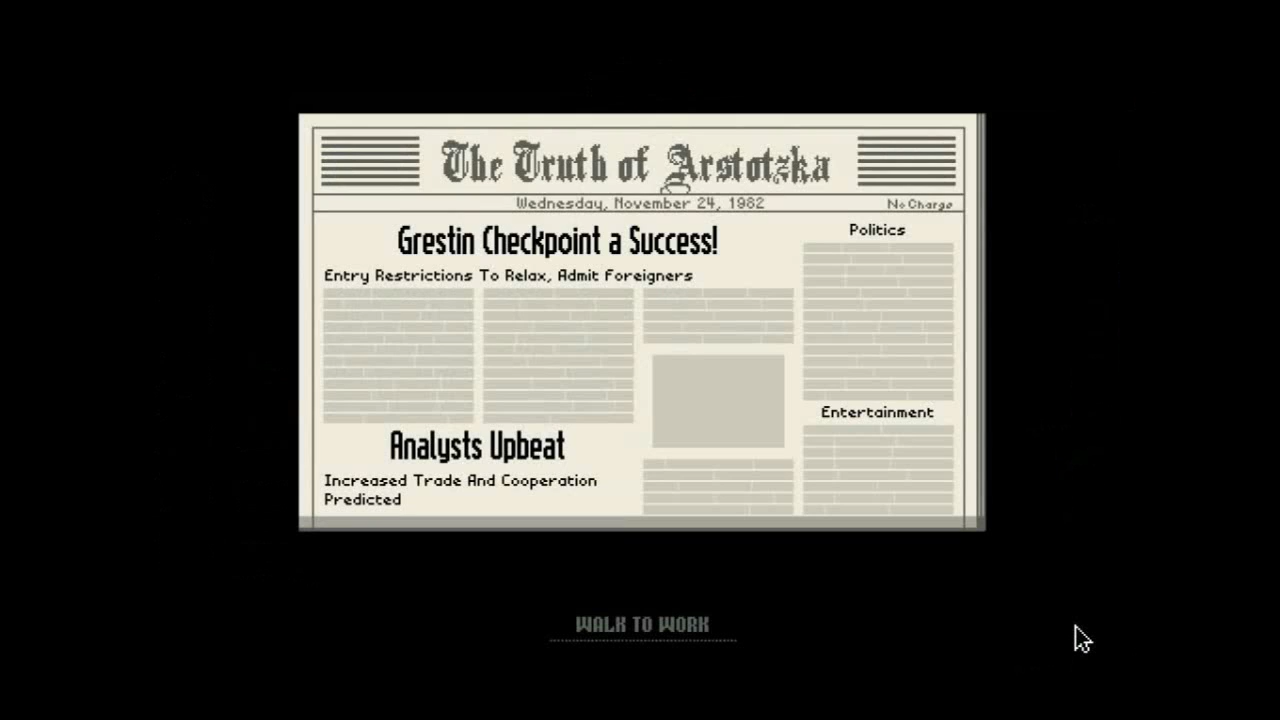 The Truth of Arstotzka
Wednesday, November 24, 1982
No Charge
Grestin Checkpoint a Success!
Entry Restrictions To Relax, Admit Foreigners
Analysts Upbeat
Increased Trade And Cooperation
Predicted
Politics
Entertainment
WALK TO WORK